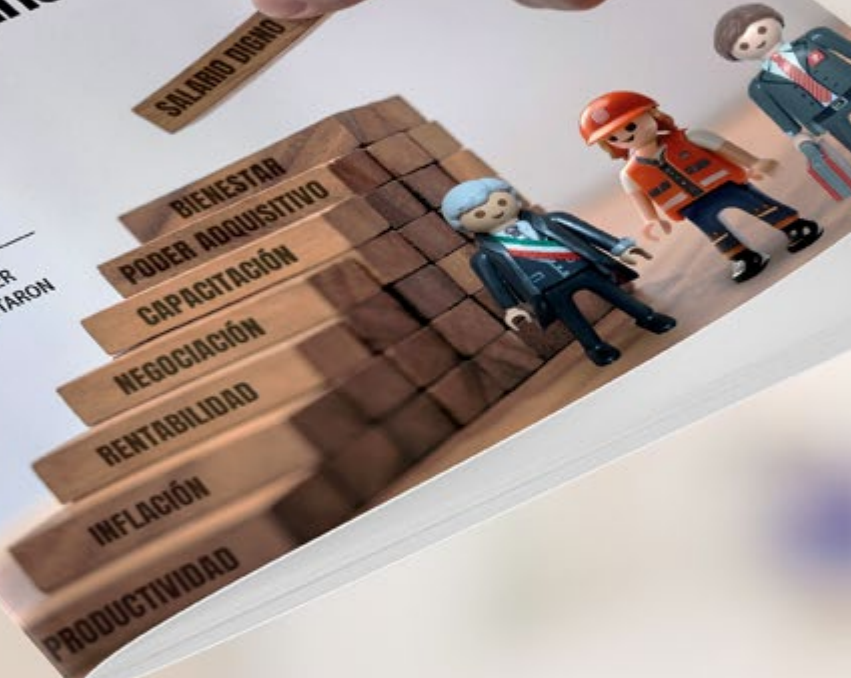 SALARIO DIGNO
BIENESTAR
PODER ADQUISITIVO
CAPACITACIÓN
NEGOCIACIÓN
RENTABILIDAD
INFLACIÓN
PRODUCTIVIDAD